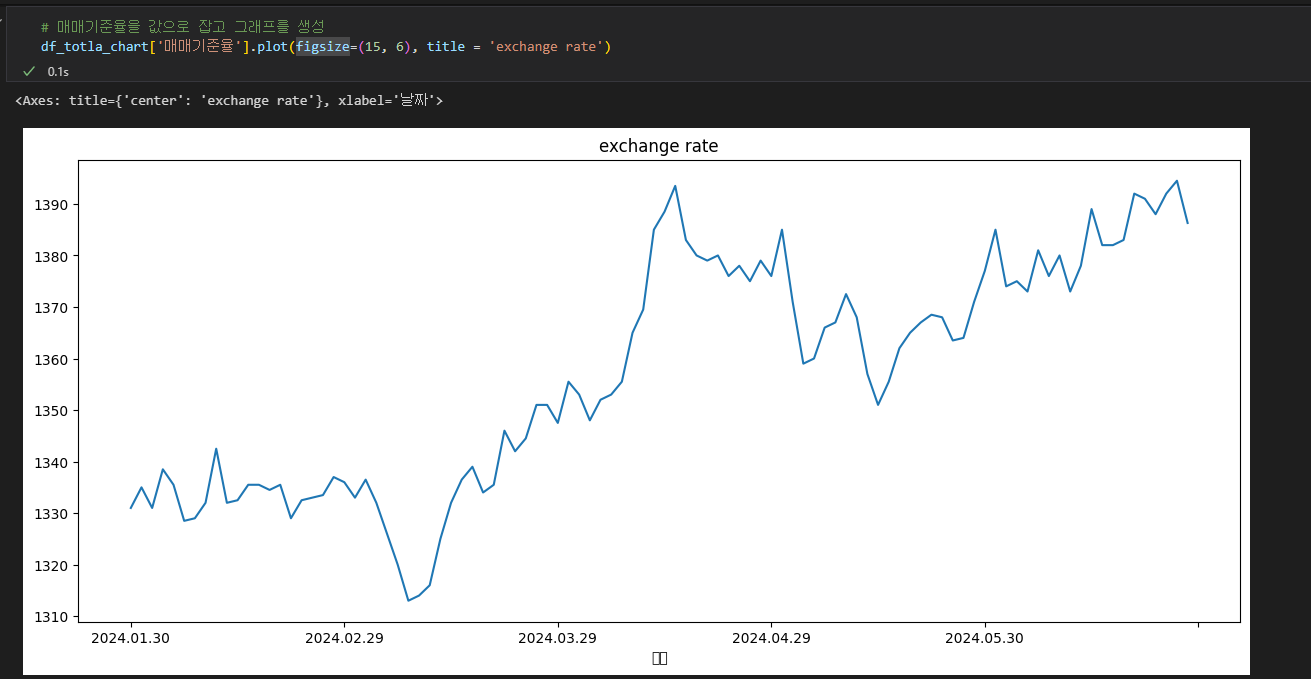 # 매매기준율을 값으로 잡고 그래프를 생성
df_totla_chart['매매기준율'].plot(figsize=(15, 6), title = 'exchange rate')
0.1s
<Axes: title={'center': 'exchange rate'}, xlabel='날짜'>
exchange rate
1390
1380
1370
1360
1350
1340
1330
1320
1310
2024.01.30 2024.02.29 2024.03.29 2024.04.29 2024.05.30
□□